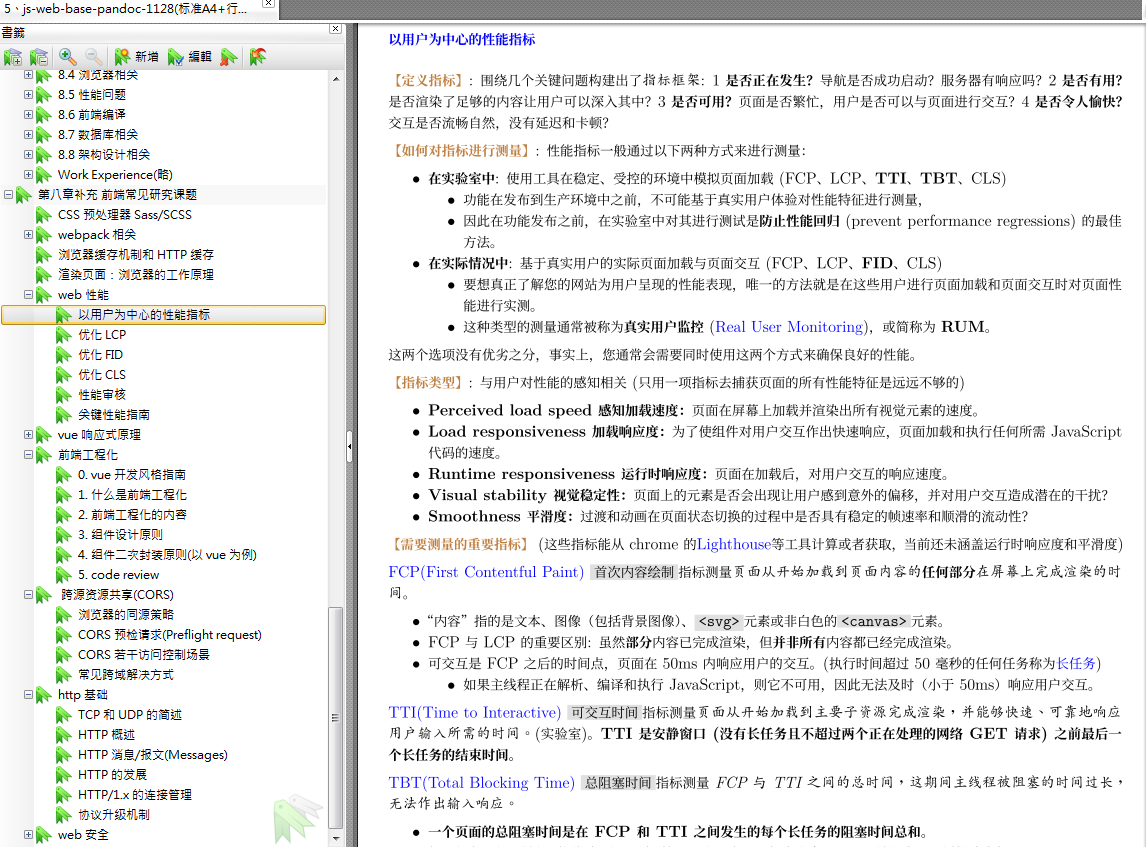 5、js-web-base-pandoc-1128(标准A4+行...
書籤
新增
編輯
8.4 浏览器相关
8.5 性能问题
8.6 前端编译
8.7 数据库相关
8.8 架构设计相关
Work Experience(略)
第八章补充 前端常见研究课题
CSS 预处理器 Sass/SCSS
webpack 相关
浏览器缓存机制和 HTTP 缓存
渲染页面：浏览器的工作原理
web 性能
以用户为中心的性能指标
优化 LCP
优化 FID
优化 CLS
性能审核
关键性能指南
vue 响应式原理
前端工程化
0. vue 开发风格指南
1. 什么是前端工程化
2. 前端工程化的内容
3. 组件设计原则
4. 组件二次封装原则(以 vue 为例)
5. code review
跨源资源共享(CORS)
浏览器的同源策略
CORS 预检请求(Preflight request)
CORS 若干访问控制场景
常见跨域解决方式
http 基础
TCP 和 UDP 的简述
HTTP 概述
HTTP 消息/报文(Messages)
HTTP 的发展
HTTP/1.x 的连接管理
协议升级机制
web 安全
以用户为中心的性能指标
【定义指标】：围绕几个关键问题构建出了指标框架：1 是否正在发生？导航是否成功启动？服务器有响应吗？2 是否有用？
是否渲染了足够的内容让用户可以深入其中？3 是否可用？页面是否繁忙，用户是否可以与页面进行交互？4 是否令人愉快？
交互是否流畅自然，没有延迟和卡顿？
【如何对指标进行测量】：性能指标一般通过以下两种方式来进行测量：
● 在实验室中：使用工具在稳定、受控的环境中模拟页面加载 (FCP、LCP、TTI、TBT、CLS)
● 功能在发布到生产环境中之前，不可能基于真实用户体验对性能特征进行测量，
● 因此在功能发布之前，在实验室中对其进行测试是防止性能回归 (prevent performance regressions) 的最佳
方法。
● 在实际情况中：基于真实用户的实际页面加载与页面交互 (FCP、LCP、FID、CLS)
● 要想真正了解您的网站为用户呈现的性能表现，唯一的方法就是在这些用户进行页面加载和页面交互时对页面性
能进行实测。
● 这种类型的测量通常被称为真实用户监控 (Real User Monitoring)，或简称为 RUM。
这两个选项没有优劣之分，事实上，您通常会需要同时使用这两个方式来确保良好的性能。
【指标类型】：与用户对性能的感知相关 (只用一项指标去捕获页面的所有性能特征是远远不够的)
● Perceived load speed 感知加载速度：页面在屏幕上加载并渲染出所有视觉元素的速度。
● Load responsiveness 加载响应度：为了使组件对用户交互作出快速响应，页面加载和执行任何所需 JavaScript
代码的速度。
● Runtime responsiveness 运行时响应度：页面在加载后，对用户交互的响应速度。
● Visual stability 视觉稳定性：页面上的元素是否会出现让用户感到意外的偏移，并对用户交互造成潜在的干扰？
● Smoothness 平滑度：过渡和动画在页面状态切换的过程中是否具有稳定的帧速率和顺滑的流动性？
【需要测量的重要指标】 (这些指标能从 chrome 的Lighthouse等工具计算或者获取，当前还未涵盖运行时响应度和平滑度)
FCP(First Contentful Paint) 首次内容绘制 指标测量页面从开始加载到页面内容的任何部分在屏幕上完成渲染的时
间。
● “内容”指的是文本、图像（包括背景图像）、<svg> 元素或非白色的 <canvas> 元素。
● FCP 与 LCP 的重要区别: 虽然部分内容已完成渲染，但并非所有内容都已经完成渲染。
● 可交互是 FCP 之后的时间点，页面在 50ms 内响应用户的交互。(执行时间超过 50 毫秒的任何任务称为长任务)
● 如果主线程正在解析、编译和执行 JavaScript，则它不可用，因此无法及时（小于 50ms）响应用户交互。
TTI(Time to Interactive) 可交互时间 指标测量页面从开始加载到主要子资源完成渲染，并能够快速、可靠地响应
用户输入所需的时间。(实验室)。TTI 是安静窗口 (没有长任务且不超过两个正在处理的网络 GET 请求) 之前最后一
个长任务的结束时间。
TBT(Total Blocking Time) 总阻塞时间 指标测量 FCP 与 TTI 之间的总时间，这期间主线程被阻塞的时间过长，
无法作出输入响应。
● 一个页面的总阻塞时间是在 FCP 和 TTI 之间发生的每个长任务的阻塞时间总和。